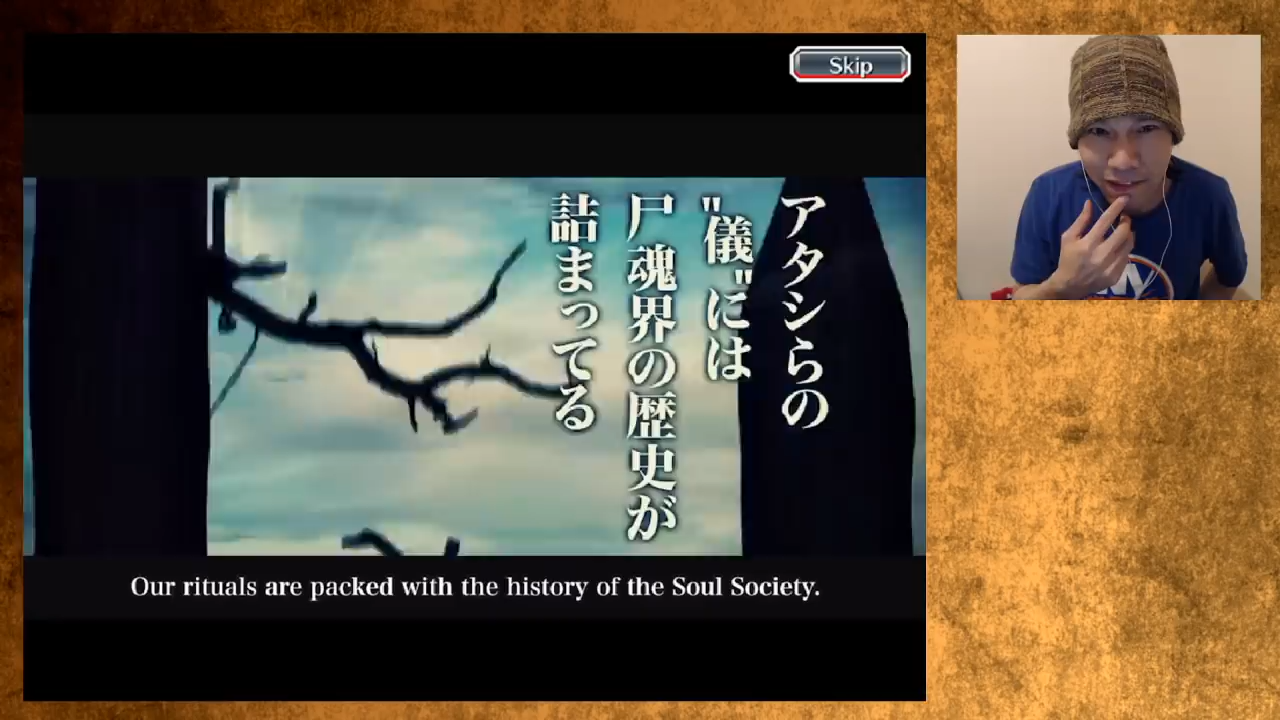 Skip
アタシらの
"儀"には
尸魂界の歴史が
詰まってる
Our rituals are packed with the history of the Soul Society.